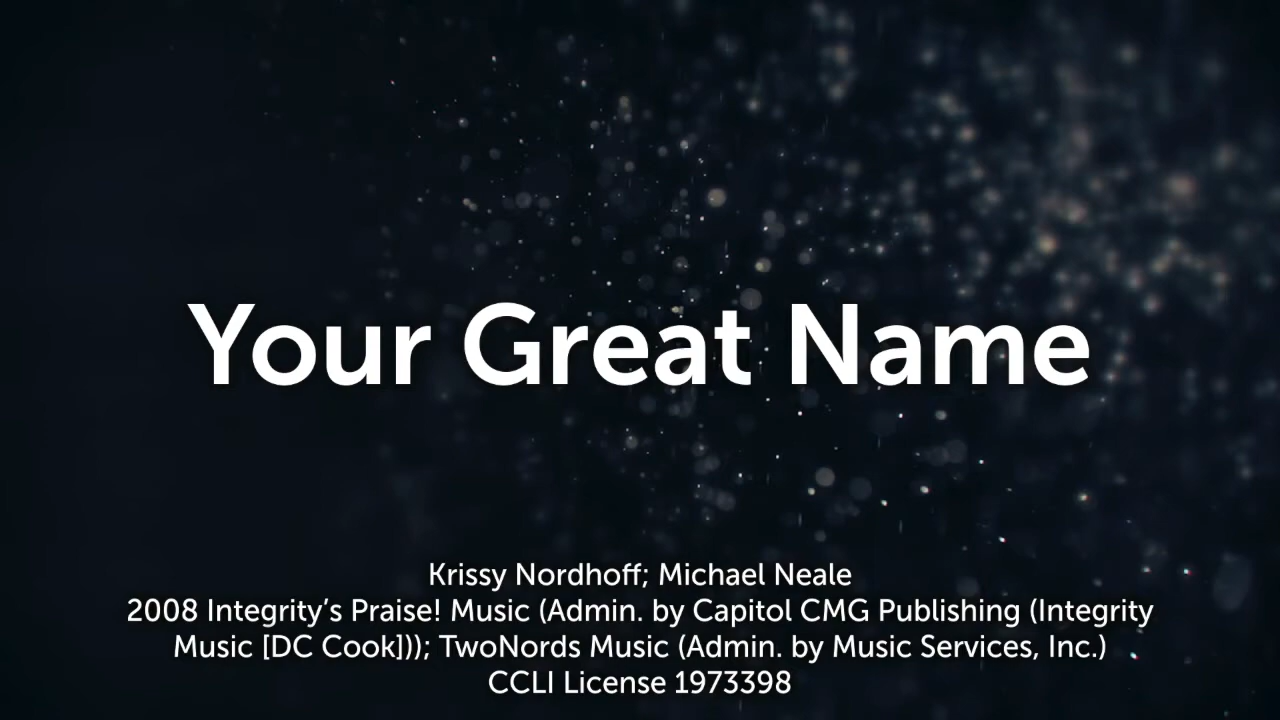 Your Great Name
Krissy Nordhoff; Michael Neale
2008 Integrity’s Praise! Music (Admin. by Capitol CMG Publishing (Integrity
Music [DC Cook])); TwoNords Music (Admin. by Music Services, Inc.)
CCLI License 1973398